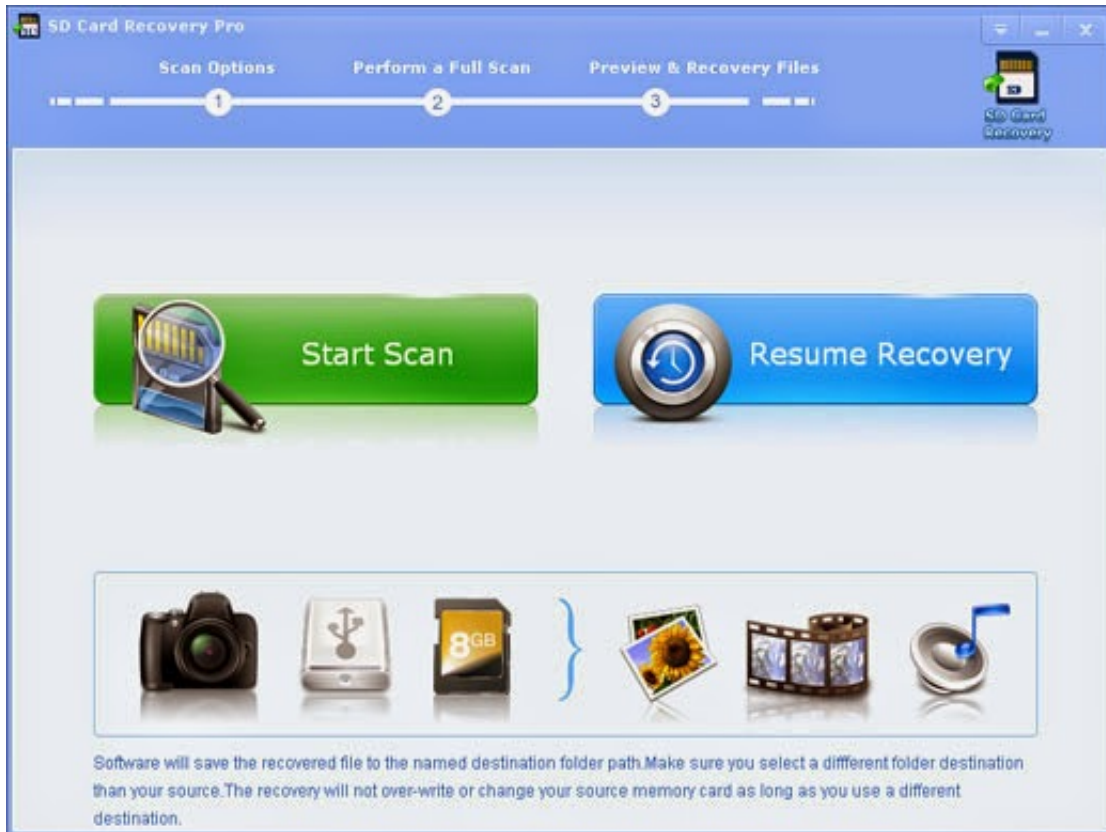 SD Card Recovery Pro
Scan Options
Perform a Full Scan
Preview & Recovery Files
1
2
3
SD
SD Card
Recovery
Start Scan
Resume Recovery
8GB
Software will save the recovered file to the named destination folder path.Make sure you select a diffferent folder destination
than your source.The recovery will not over-write or change your source memory card as long as you use a different
destination.